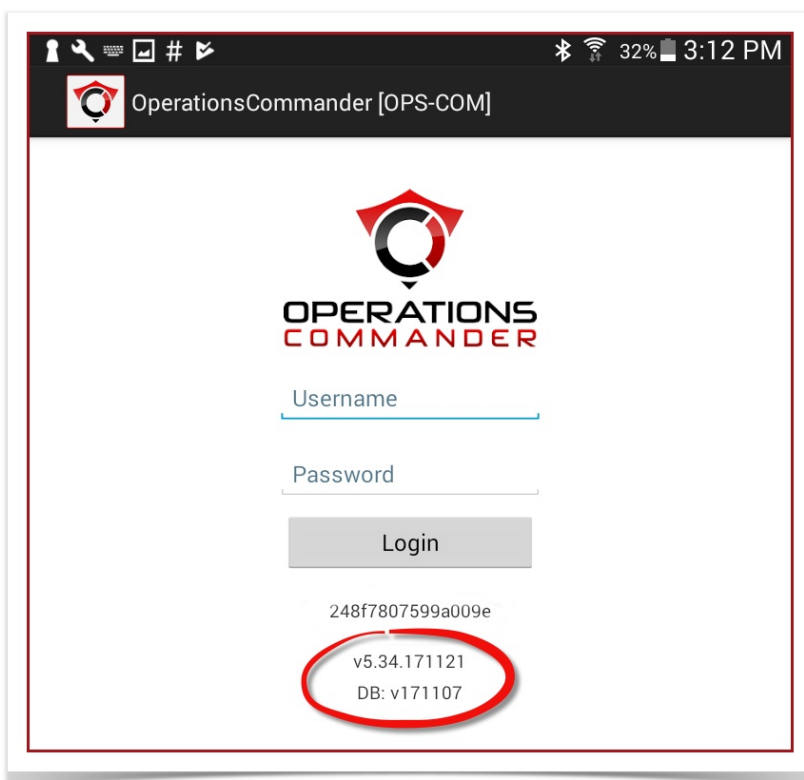 # 32% 3:12 PM
OperationsCommander [OPS-COM]
OPERATIONS
COMMANDER
Username
Password
Login
248f7807599a009e
v5.34.171121
DB: v171107